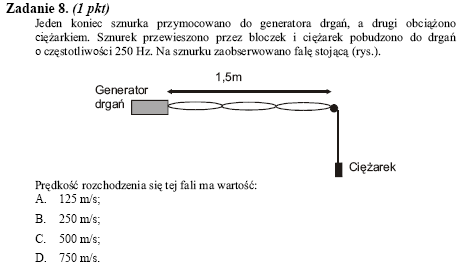 Zadanie 8. (1 pkt)
Jeden koniec sznurka przymocowano do generatora drgań, a drugi obciążono
ciężarkiem. Sznurek przewieszono przez bloczek i ciężarek pobudzono do drgań
o częstotliwości 250 Hz. Na sznurku zaobserwowano falę stojącą (rys.).
1,5m
Generator
drgań
Ciężarek
Prędkość rozchodzenia się tej fali ma wartość:
A. 125 m/s;
B. 250 m/s;
C. 500 m/s;
D. 750 m/s.